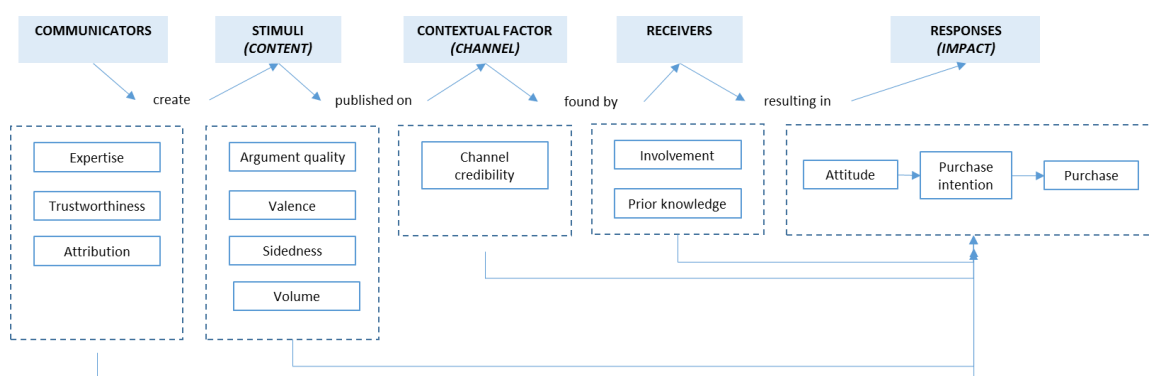 COMMUNICATORS
STIMULI
(CONTENT)
CONTEXTUAL FACTOR
(CHANNEL)
RECEIVERS
RESPONSES
(IMPACT)
create
published on
found by
resulting in
Expertise
Trustworthiness
Attribution
Argument quality
Valence
Sidedness
Volume
Channel
credibility
Involvement
Prior knowledge
Attitude
Purchase
intention
Purchase